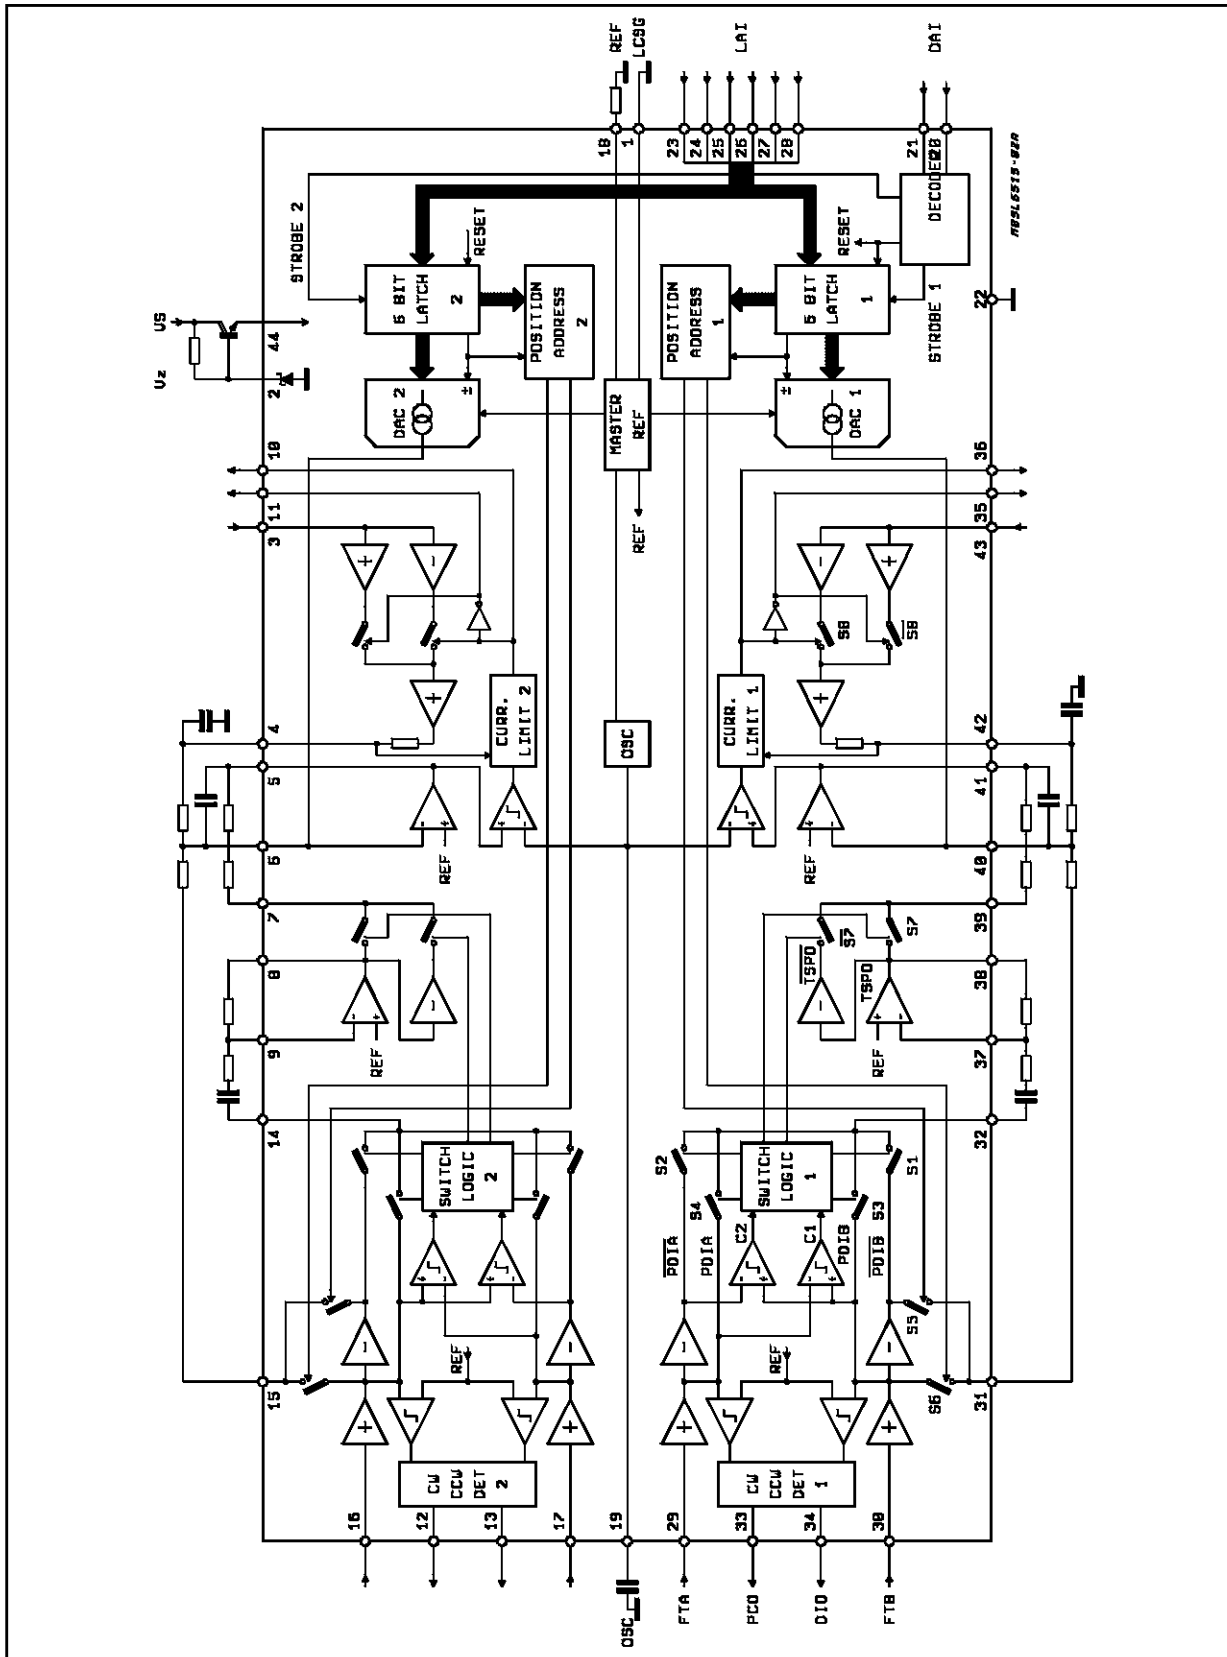 Vz
VS
15
14
9
8
7
6
5
4
3
11
10
2
44
STROBE 2
16
REF
DAC 2
±
6 BIT
LATCH
2
RESET
12
CW
CCW
DET
2
SWITCH
LOGIC
2
REF
REF
CURR.
LIMIT 2
POSITION
ADDRESS
2
13
17
19
OSC
OSC
MASTER
REF
REF
18
REF
1
LCSG
29
FTA
PDIA
S2
23
24
25
26
27
28
LAI
PDIA
S4
POSITION
ADDRESS
1
33
PCO
CW
CCW
DET
1
REF
C2
SWITCH
LOGIC
1
CURR.
LIMIT 1
34
DIO
C1
PDIB
TSPO
S7
REF
S8
DAC 1
±
6 BIT
LATCH
1
RESET
30
FTB
PDIB
S3
S1
REF
TSPO
S7
S8
S5
S6
STROBE 1
DECODER
21
20
DAI
31
32
37
38
39
40
41
42
43
35
36
22